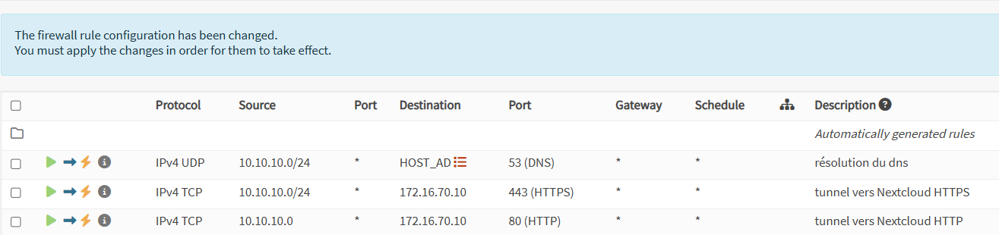 The firewall rule configuration has been changed.
You must apply the changes in order for them to take effect.
Protocol Source Port Destination Port Gateway Schedule Description ?
Automatically generated rules
IPv4 UDP 10.10.10.0/24 * HOST_AD 53 (DNS) * * résolution du dns
IPv4 TCP 10.10.10.0/24 * 172.16.70.10 443 (HTTPS) * * tunnel vers Nextcloud HTTPS
IPv4 TCP 10.10.10.0 * 172.16.70.10 80 (HTTP) * * tunnel vers Nextcloud HTTP